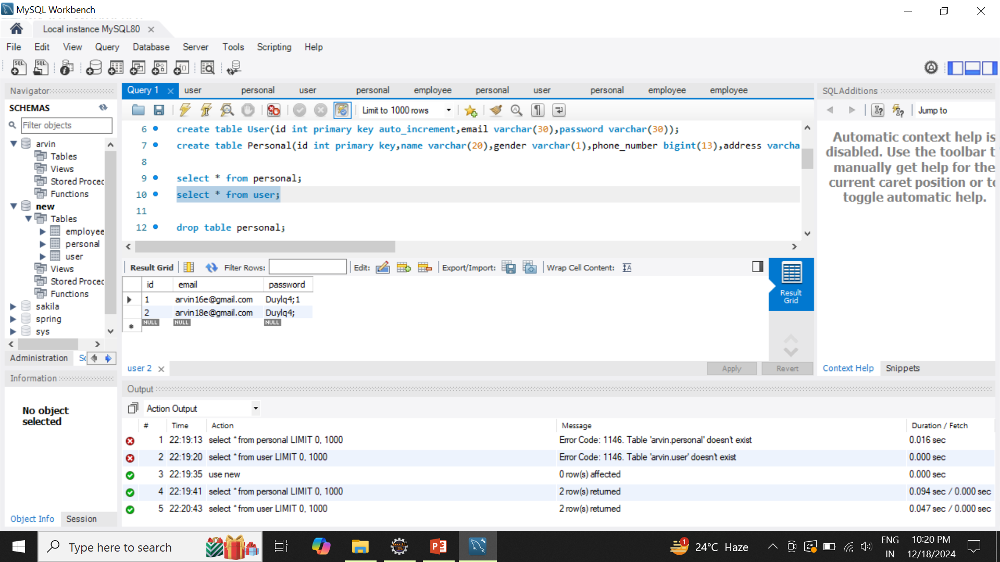 MySQL Workbench
Local instance MySQL80
File Edit View Query Database Server Tools Scripting Help
Navigator
SCHEMAS
Filter objects
arvin
Tables
Views
Stored Proced
Functions
new
Tables
employee
personal
user
Views
Stored Proced
Functions
sakila
spring
sys
Administration
Information
No object
selected
Object Info Session
Query 1 user personal user personal employee personal user personal employee employee
Limit to 1000 rows
6 create table User(id int primary key auto_increment,email varchar(30),password varchar(30));
7 create table Personal(id int primary key,name varchar(20),gender varchar(1),phone_number bigint(13),address varcha
8
9 select * from personal;
10 select * from user;
11
12 drop table personal;
Result Grid Filter Rows: Edit: Export/Import: Wrap Cell Content:
id email password
1 arvin16e@gmail.com Duylq4;1
2 arvin18e@gmail.com Duylq4;
NULL NULL NULL
Result
Grid
user 2
Apply Revert
SQLAdditions
Jump to
Automatic context help is
disabled. Use the toolbar t
manually get help for the
current caret position or to
toggle automatic help.
Context Help Snippets
Output
Action Output
# Time Action Message Duration / Fetch
1 22:19:13 select * from personal LIMIT 0, 1000 Error Code: 1146. Table 'arvin.personal' doesn't exist 0.016 sec
2 22:19:20 select * from user LIMIT 0, 1000 Error Code: 1146. Table 'arvin.user' doesn't exist 0.000 sec
3 22:19:35 use new 0 row(s) affected 0.000 sec
4 22:19:41 select * from personal LIMIT 0, 1000 2 row(s) returned 0.094 sec / 0.000 sec
5 22:20:43 select * from user LIMIT 0, 1000 2 row(s) returned 0.047 sec / 0.000 sec
Type here to search
1
24°C Haze
ENG
IN
10:20 PM
12/18/2024